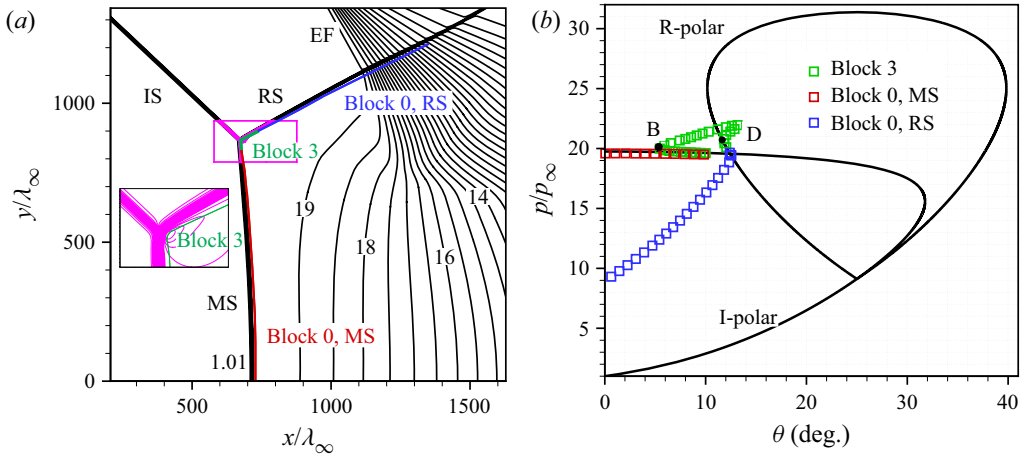 (a)
EF
IS
RS
1000
Block 0, RS
Block 3
y/λ∞
19
14
500
18
16
Block 3
MS
Block 0, MS
1.01
0
500
1000
1500
x/λ∞
(b)
R-polar
30
Block 3
Block 0, MS
25
Block 0, RS
B
D
20
p/p∞
15
10
5
I-polar
0
10
20
30
40
θ (deg.)